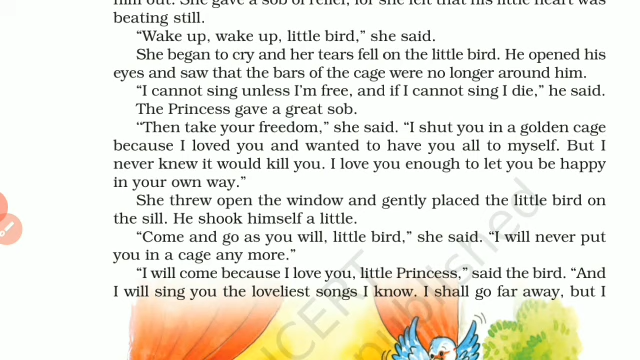 him out. She gave a sob of relief, for she felt that his little heart was
beating still.
“Wake up, wake up, little bird,” she said.
She began to cry and her tears fell on the little bird. He opened his
eyes and saw that the bars of the cage were no longer around him.
“I cannot sing unless I’m free, and if I cannot sing I die,” he said.
The Princess gave a great sob.
“Then take your freedom,” she said. “I shut you in a golden cage
because I loved you and wanted to have you all to myself. But I
never knew it would kill you. I love you enough to let you be happy
in your own way.”
She threw open the window and gently placed the little bird on
the sill. He shook himself a little.
“Come and go as you will, little bird,” she said. “I will never put
you in a cage any more.”
“I will come because I love you, little Princess,” said the bird. “And
I will sing you the loveliest songs I know. I shall go far away, but I